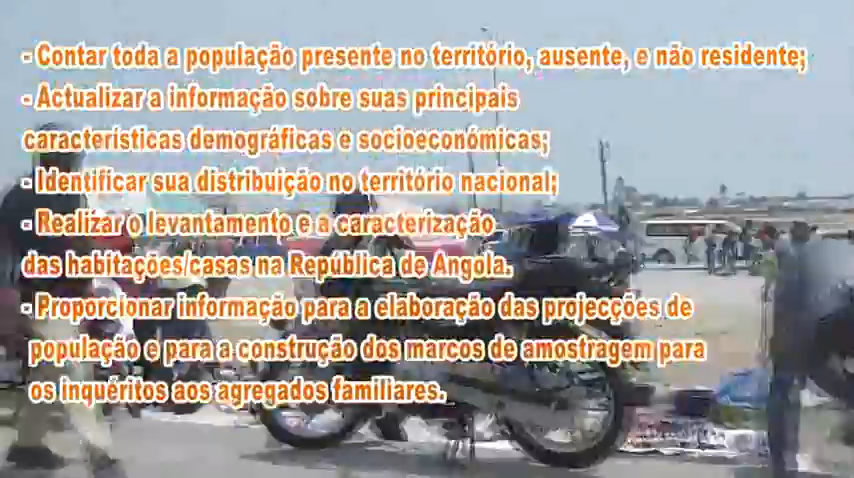 - Contar toda a população presente no território, ausente, e não residente;
- Actualizar a informação sobre suas principais
características demográficas e socioeconómicas;
- Identificar sua distribuição no território nacional;
- Realizar o levantamento e a caracterização
das habitações/casas na República de Angola.
- Proporcionar informação para a elaboração das projecções de
população e para a construção dos marcos de amostragem para
os inquéritos aos agregados familiares.